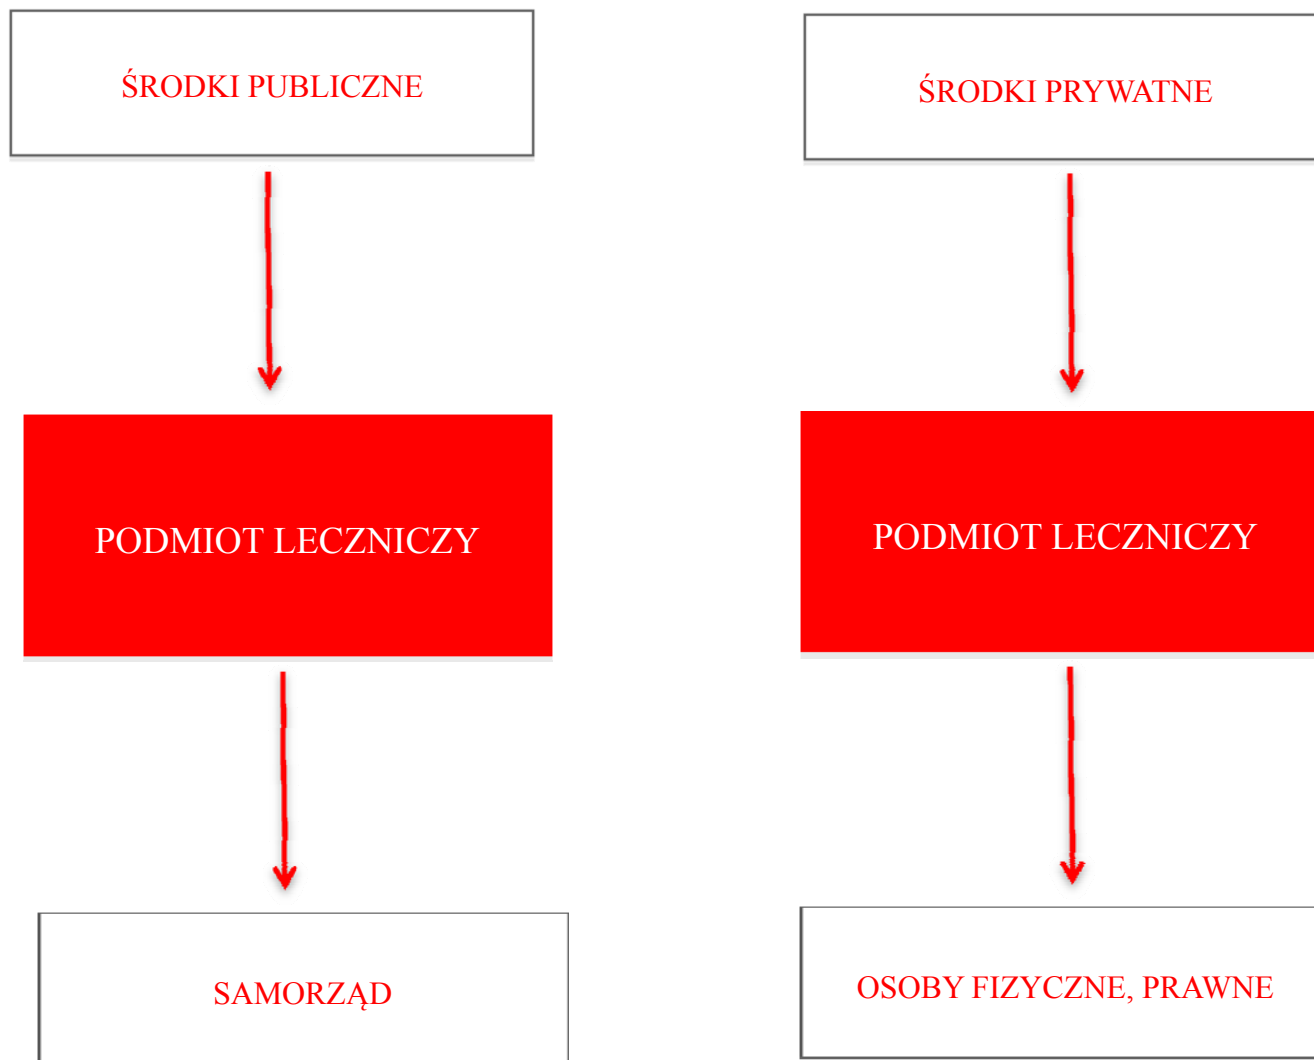 ŚRODKI PUBLICZNE
ŚRODKI PRYWATNE
PODMIOT LECZNICZY
PODMIOT LECZNICZY
SAMORZĄD
OSOBY FIZYCZNE, PRAWNE